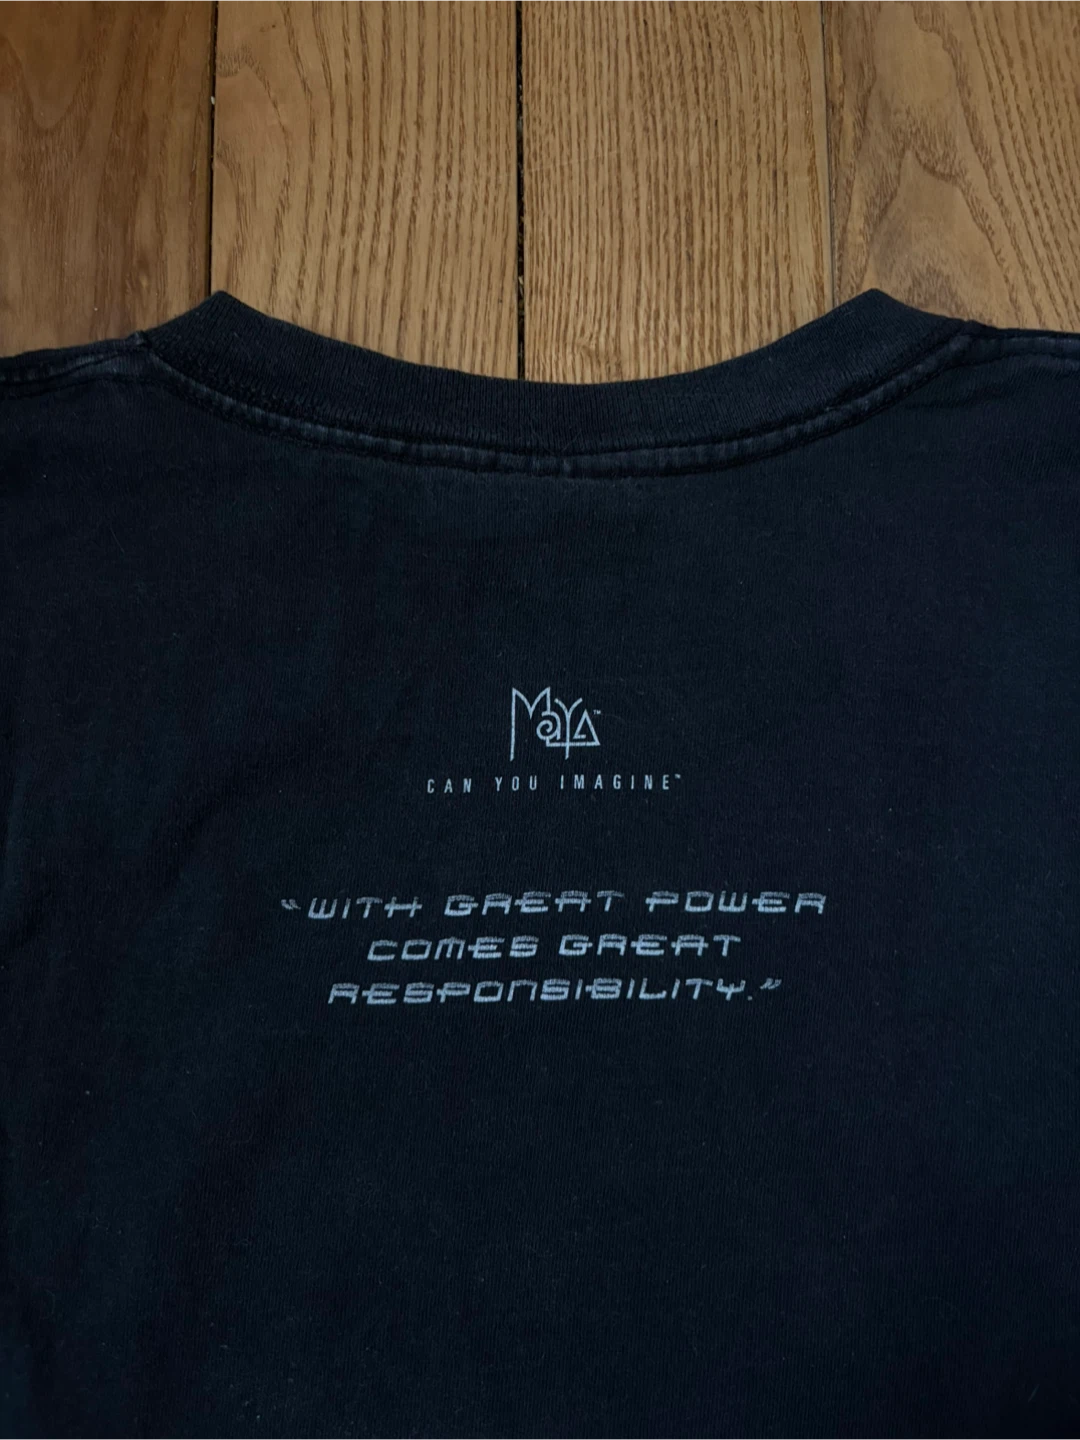 MaYA™
CAN YOU IMAGINE™
"WITH GREAT POWER
COMES GREAT
RESPONSIBILITY."